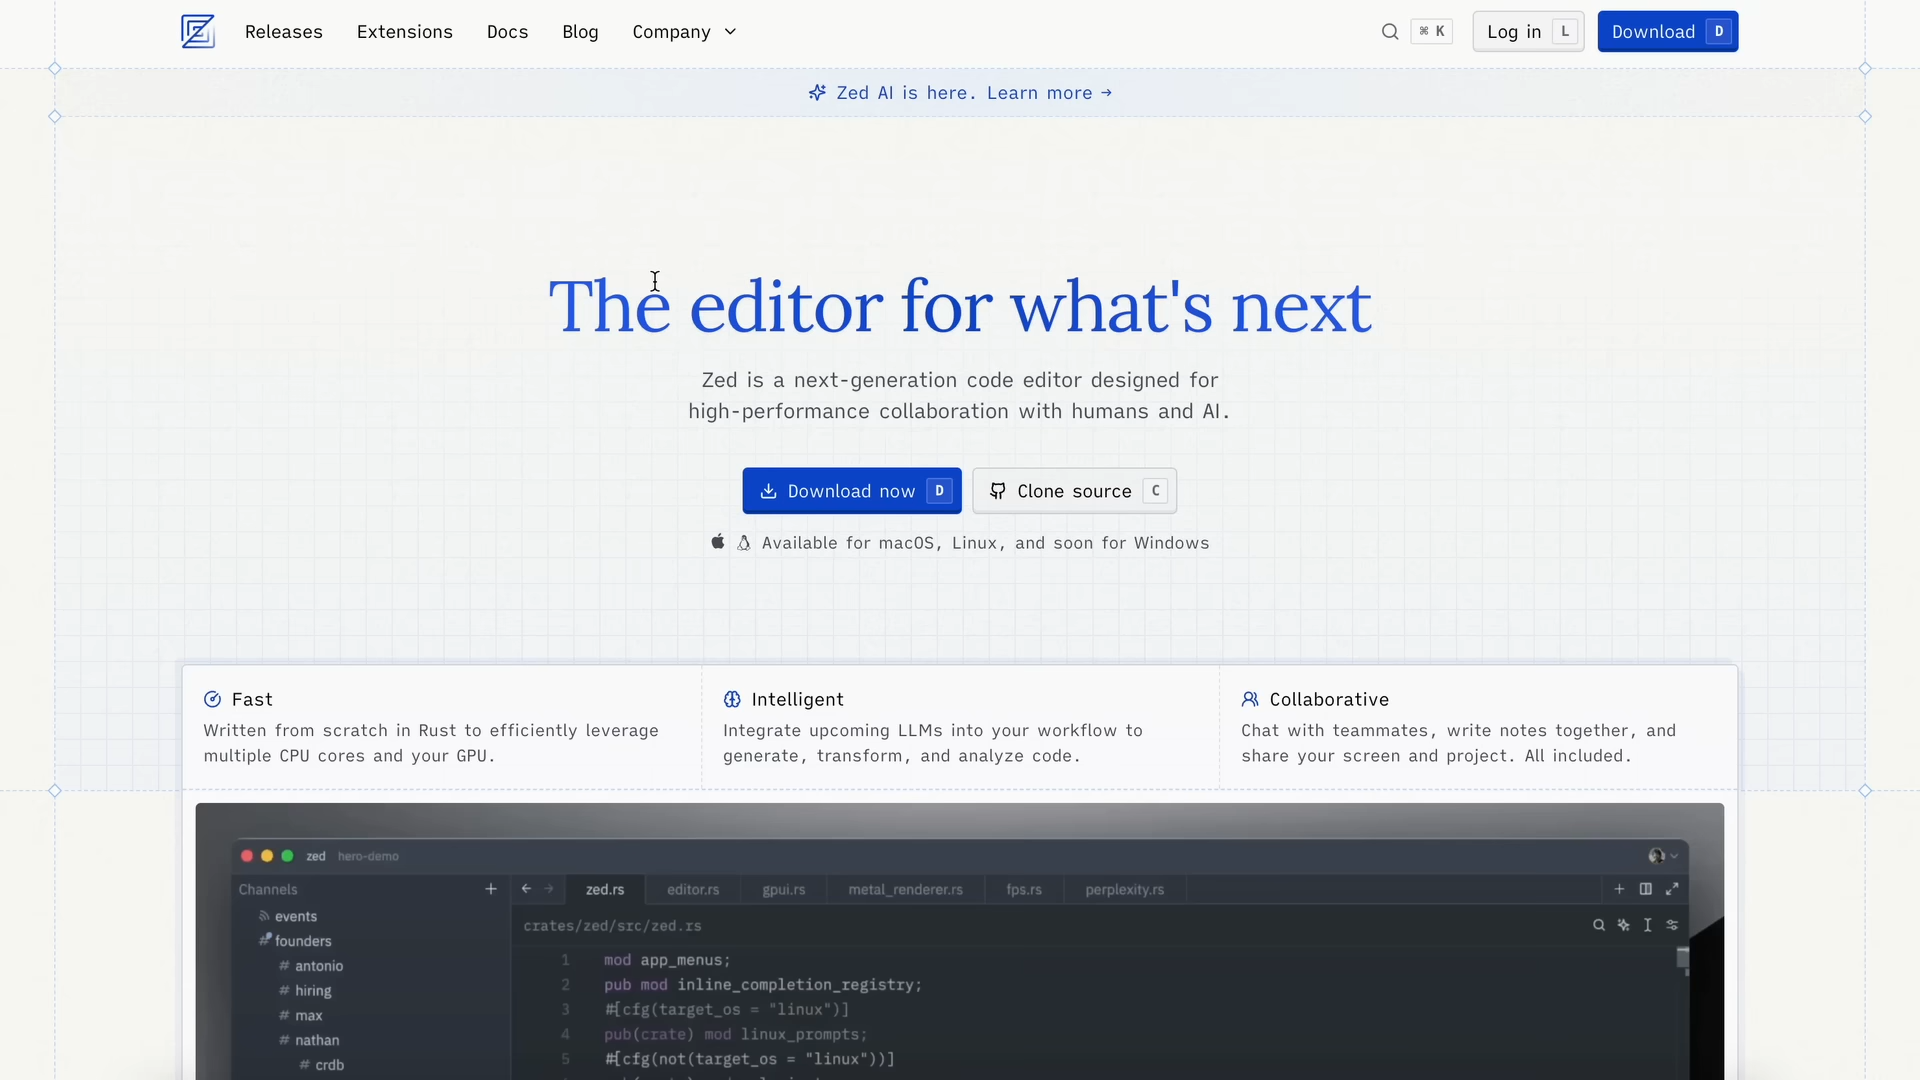 Releases Extensions Docs Blog Company ⌘ K Log in L Download D
Zed AI is here. Learn more →
The editor for what's next
Zed is a next-generation code editor designed for
high-performance collaboration with humans and AI.
Download now D Clone source C
Available for macOS, Linux, and soon for Windows
Fast
Written from scratch in Rust to efficiently leverage
multiple CPU cores and your GPU.
Intelligent
Integrate upcoming LLMs into your workflow to
generate, transform, and analyze code.
Collaborative
Chat with teammates, write notes together, and
share your screen and project. All included.
zed hero-demo
Channels + ← → zed.rs editor.rs gpui.rs metal_renderer.rs fps.rs perplexity.rs +
events
# founders
# antonio
# hiring
# max
# nathan
# crdb
crates/zed/src/zed.rs
1 mod app_menus;
2 pub mod inline_completion_registry;
3 #[cfg(target_os = "linux")]
4 pub(crate) mod linux_prompts;
5 #[cfg(not(target_os = "linux"))]